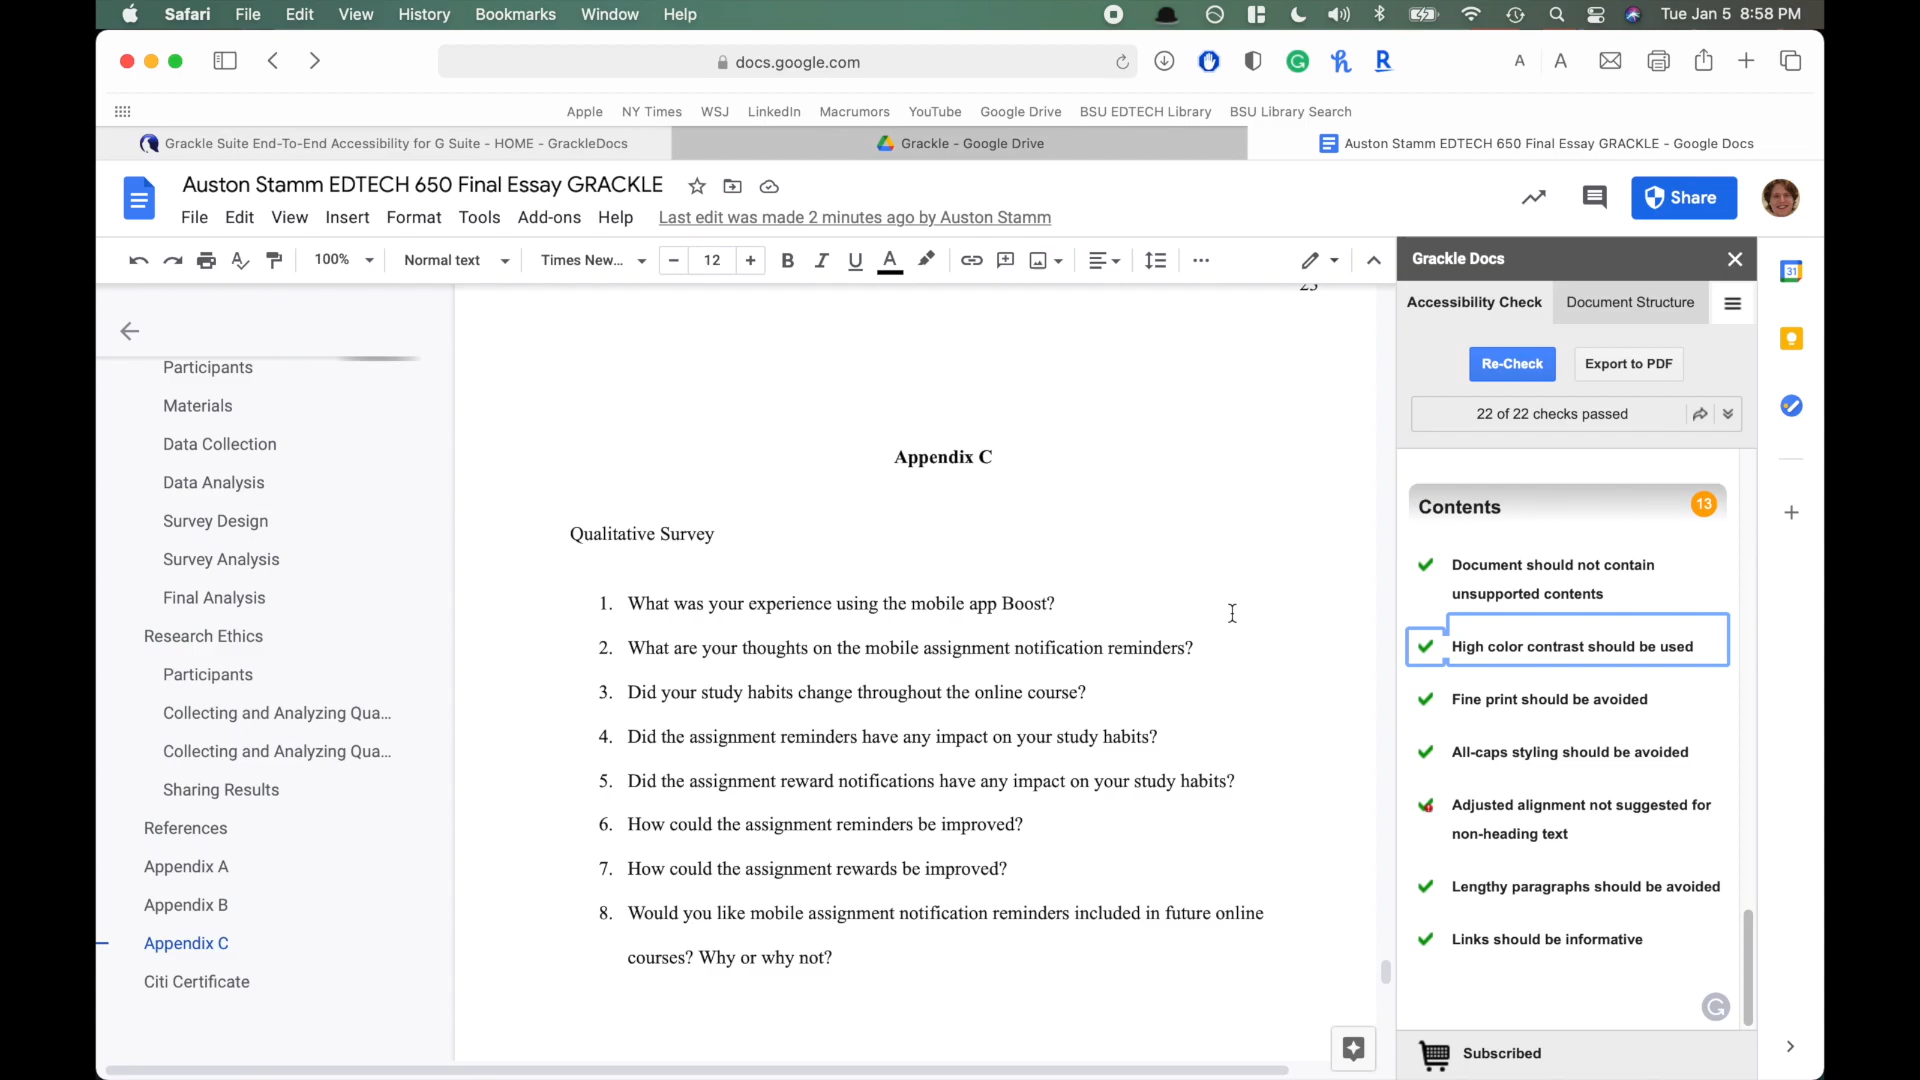 Safari File Edit View History Bookmarks Window Help Tue Jan 5 8:58 PM
docs.google.com A A
Apple NY Times WSJ LinkedIn Macrumors YouTube Google Drive BSU EDTECH Library BSU Library Search
Grackle Suite End-To-End Accessibility for G Suite - HOME - GrackleDocs Grackle - Google Drive Auston Stamm EDTECH 650 Final Essay GRACKLE - Google Docs
Auston Stamm EDTECH 650 Final Essay GRACKLE
File Edit View Insert Format Tools Add-ons Help Last edit was made 2 minutes ago by Auston Stamm
Share
100% Normal text Times New... − 12 + B I U A
Participants
Materials
Data Collection
Data Analysis
Survey Design
Survey Analysis
Final Analysis
Research Ethics
Participants
Collecting and Analyzing Qua...
Collecting and Analyzing Qua...
Sharing Results
References
Appendix A
Appendix B
Appendix C
Citi Certificate
Appendix C
Qualitative Survey
1. What was your experience using the mobile app Boost?
2. What are your thoughts on the mobile assignment notification reminders?
3. Did your study habits change throughout the online course?
4. Did the assignment reminders have any impact on your study habits?
5. Did the assignment reward notifications have any impact on your study habits?
6. How could the assignment reminders be improved?
7. How could the assignment rewards be improved?
8. Would you like mobile assignment notification reminders included in future online
courses? Why or why not?
Grackle Docs
Accessibility Check Document Structure
Re-Check Export to PDF
22 of 22 checks passed
Contents 13
Document should not contain
unsupported contents
High color contrast should be used
Fine print should be avoided
All-caps styling should be avoided
Adjusted alignment not suggested for
non-heading text
Lengthy paragraphs should be avoided
Links should be informative
Subscribed
31